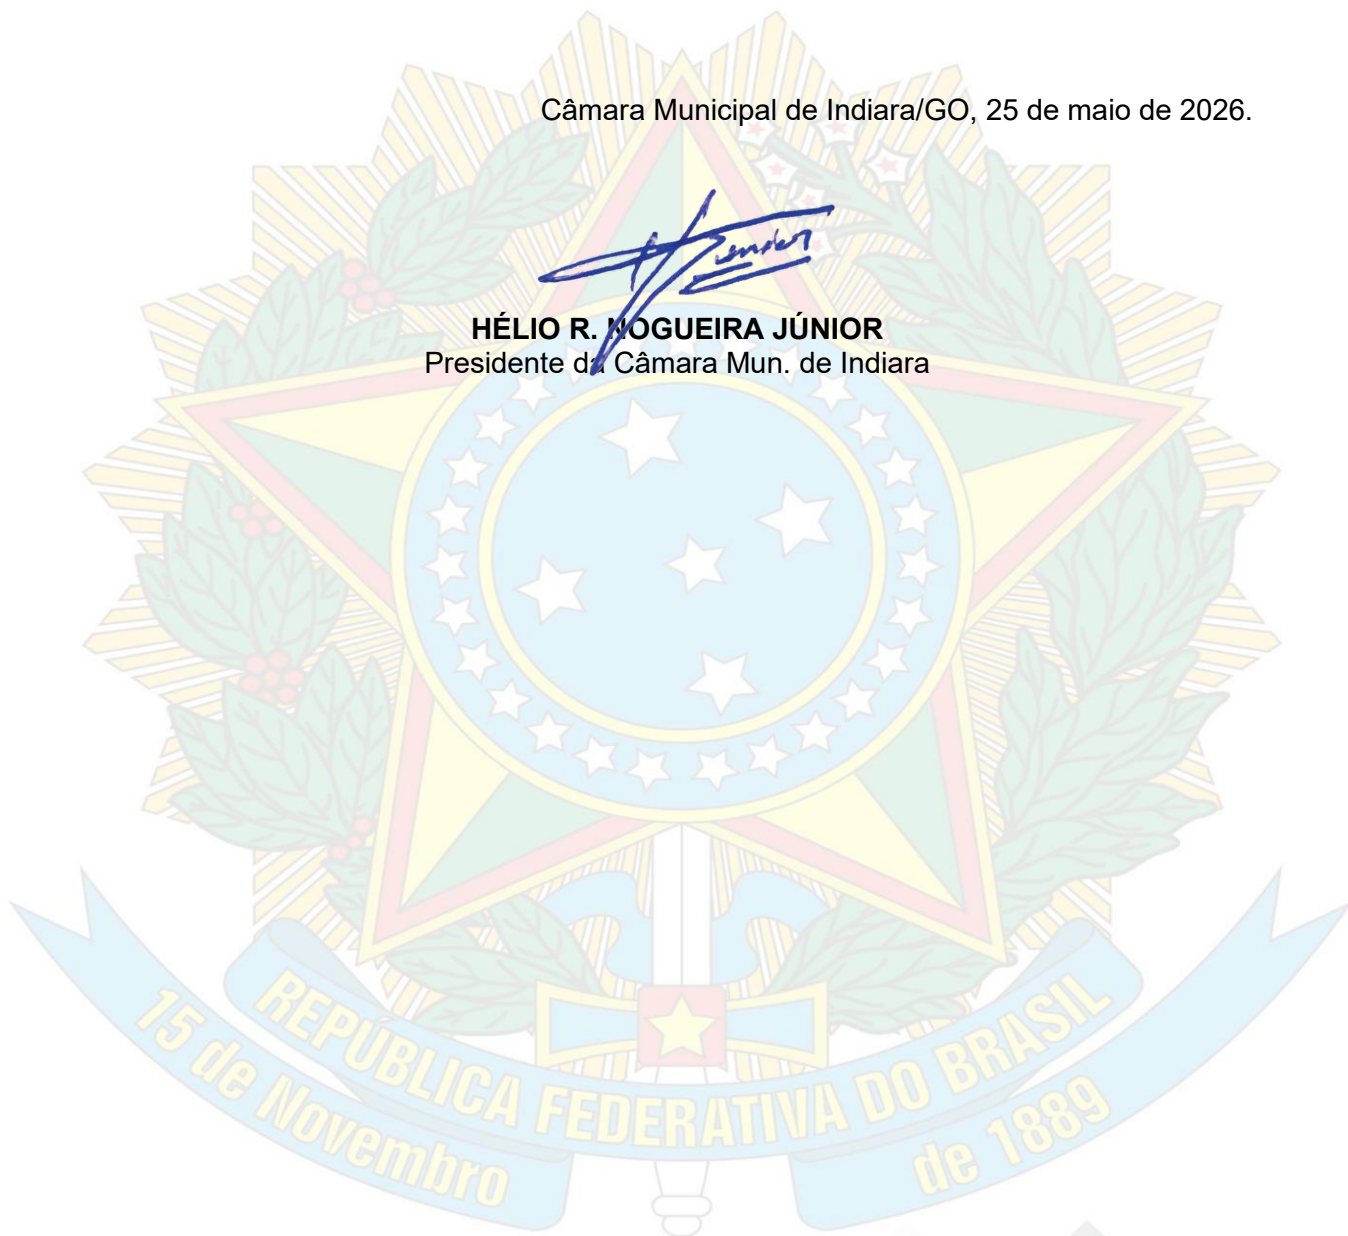 Câmara Municipal de Indiara/GO, 25 de maio de 2026.
HÉLIO R. NOGUEIRA JÚNIOR
Presidente da Câmara Mun. de Indiara
REPÚBLICA FEDERATIVA DO BRASIL
15 de Novembro de 1889